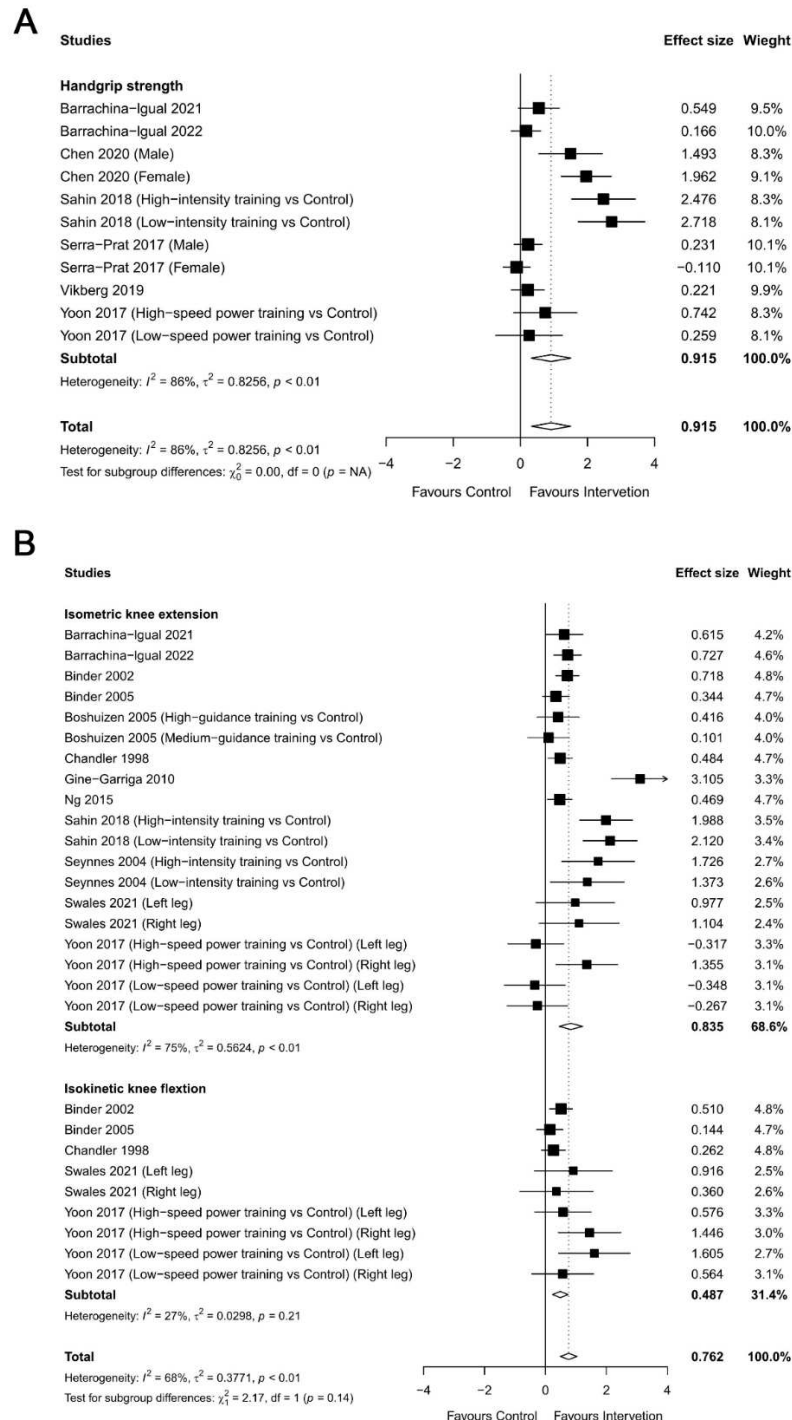 A
Studies Effect size Wieght
Handgrip strength
Barrachina−Igual 2021 0.549 9.5%
Barrachina−Igual 2022 0.166 10.0%
Chen 2020 (Male) 1.493 8.3%
Chen 2020 (Female) 1.962 9.1%
Sahin 2018 (High−intensity training vs Control) 2.476 8.3%
Sahin 2018 (Low−intensity training vs Control) 2.718 8.1%
Serra−Prat 2017 (Male) 0.231 10.1%
Serra−Prat 2017 (Female) −0.110 10.1%
Vikberg 2019 0.221 9.9%
Yoon 2017 (High−speed power training vs Control) 0.742 8.3%
Yoon 2017 (Low−speed power training vs Control) 0.259 8.1%
Subtotal 0.915 100.0%
Heterogeneity: I² = 86%, τ² = 0.8256, p < 0.01
Total 0.915 100.0%
Heterogeneity: I² = 86%, τ² = 0.8256, p < 0.01
Test for subgroup differences: χ²₀ = 0.00, df = 0 (p = NA)
−4 −2 0 2 4
Favours Control Favours Intervetion
B
Studies Effect size Wieght
Isometric knee extension
Barrachina−Igual 2021 0.615 4.2%
Barrachina−Igual 2022 0.727 4.6%
Binder 2002 0.718 4.8%
Binder 2005 0.344 4.7%
Boshuizen 2005 (High−guidance training vs Control) 0.416 4.0%
Boshuizen 2005 (Medium−guidance training vs Control) 0.101 4.0%
Chandler 1998 0.484 4.7%
Gine−Garriga 2010 3.105 3.3%
Ng 2015 0.469 4.7%
Sahin 2018 (High−intensity training vs Control) 1.988 3.5%
Sahin 2018 (Low−intensity training vs Control) 2.120 3.4%
Seynnes 2004 (High−intensity training vs Control) 1.726 2.7%
Seynnes 2004 (Low−intensity training vs Control) 1.373 2.6%
Swales 2021 (Left leg) 0.977 2.5%
Swales 2021 (Right leg) 1.104 2.4%
Yoon 2017 (High−speed power training vs Control) (Left leg) −0.317 3.3%
Yoon 2017 (High−speed power training vs Control) (Right leg) 1.355 3.1%
Yoon 2017 (Low−speed power training vs Control) (Left leg) −0.348 3.1%
Yoon 2017 (Low−speed power training vs Control) (Right leg) −0.267 3.1%
Subtotal 0.835 68.6%
Heterogeneity: I² = 75%, τ² = 0.5624, p < 0.01
Isokinetic knee flextion
Binder 2002 0.510 4.8%
Binder 2005 0.144 4.7%
Chandler 1998 0.262 4.8%
Swales 2021 (Left leg) 0.916 2.5%
Swales 2021 (Right leg) 0.360 2.6%
Yoon 2017 (High−speed power training vs Control) (Left leg) 0.576 3.3%
Yoon 2017 (High−speed power training vs Control) (Right leg) 1.446 3.0%
Yoon 2017 (Low−speed power training vs Control) (Left leg) 1.605 2.7%
Yoon 2017 (Low−speed power training vs Control) (Right leg) 0.564 3.1%
Subtotal 0.487 31.4%
Heterogeneity: I² = 27%, τ² = 0.0298, p = 0.21
Total 0.762 100.0%
Heterogeneity: I² = 68%, τ² = 0.3771, p < 0.01
Test for subgroup differences: χ²₁ = 2.17, df = 1 (p = 0.14)
−4 −2 0 2 4
Favours Control Favours Intervetion